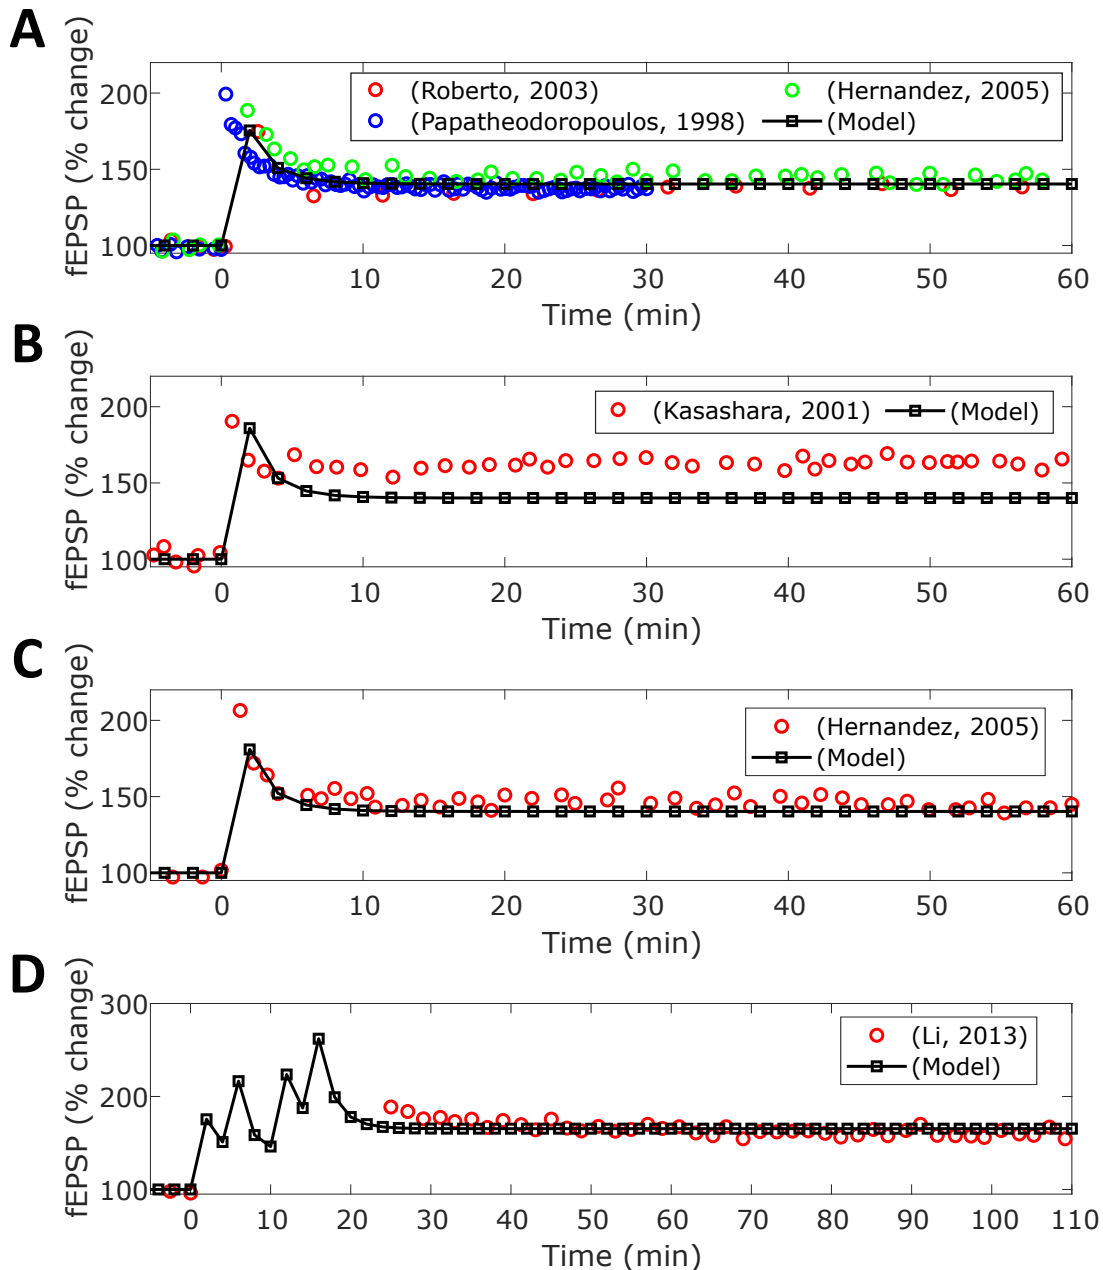 A
fEPSP (% change)
200
150
100
(Roberto, 2003)
(Hernandez, 2005)
(Papatheodoropoulos, 1998)
(Model)
0 10 20 30 40 50 60
Time (min)
B
fEPSP (% change)
200
150
100
(Kasashara, 2001)
(Model)
0 10 20 30 40 50 60
Time (min)
C
fEPSP (% change)
200
150
100
(Hernandez, 2005)
(Model)
0 10 20 30 40 50 60
Time (min)
D
fEPSP (% change)
300
200
100
(Li, 2013)
(Model)
0 10 20 30 40 50 60 70 80 90 100 110
Time (min)